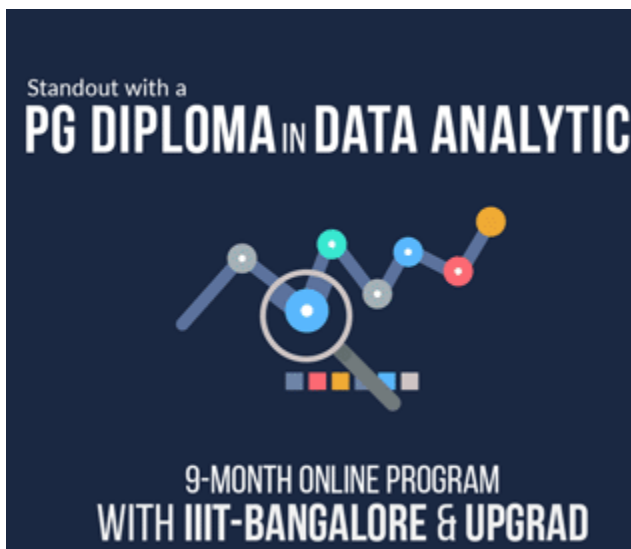 Standout with a
PG DIPLOMA IN DATA ANALYTIC
9-MONTH ONLINE PROGRAM
WITH IIIT-BANGALORE & UPGRAD